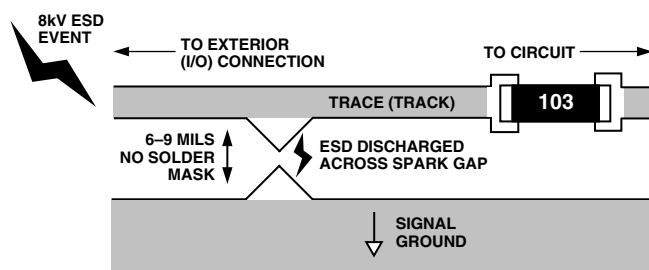 8kV ESD
EVENT
TO EXTERIOR
(I/O) CONNECTION
TO CIRCUIT
TRACE (TRACK)
103
6–9 MILS
NO SOLDER
MASK
ESD DISCHARGED
ACROSS SPARK GAP
SIGNAL
GROUND